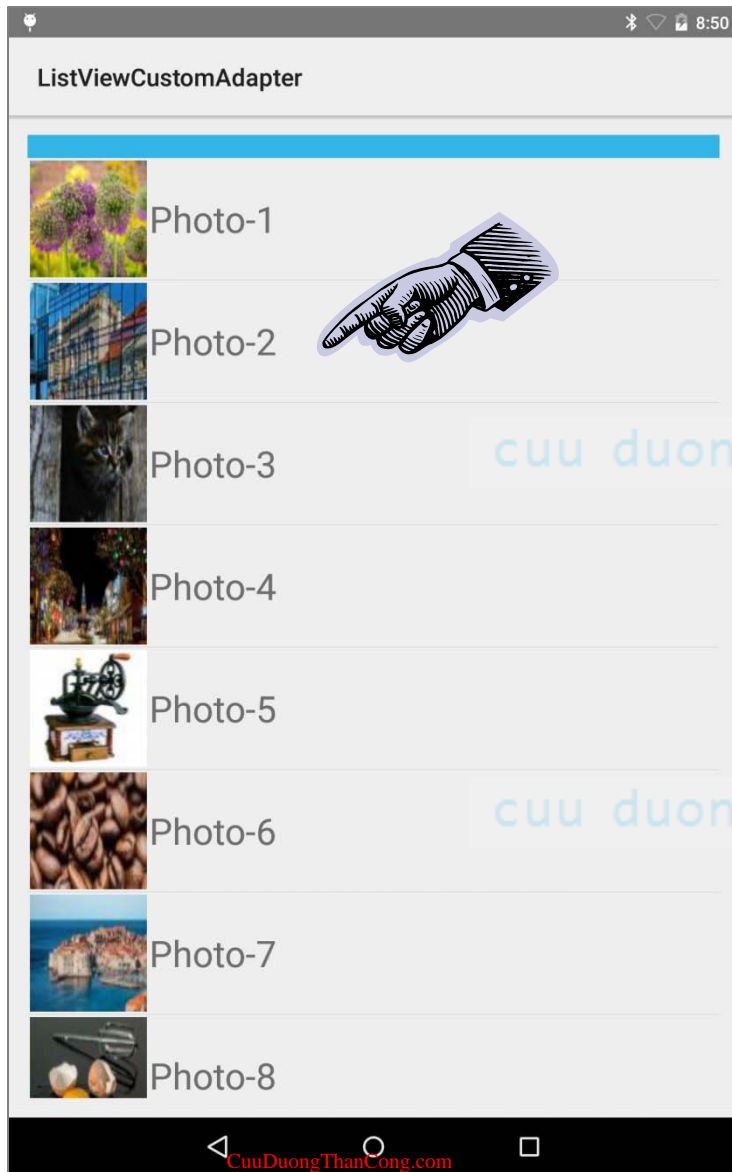 8:50
ListViewCustomAdapter
Photo-1
Photo-2
Photo-3
cuu duon
Photo-4
Photo-5
Photo-6
cuu duon
Photo-7
Photo-8
CuuDuongThanCong.com